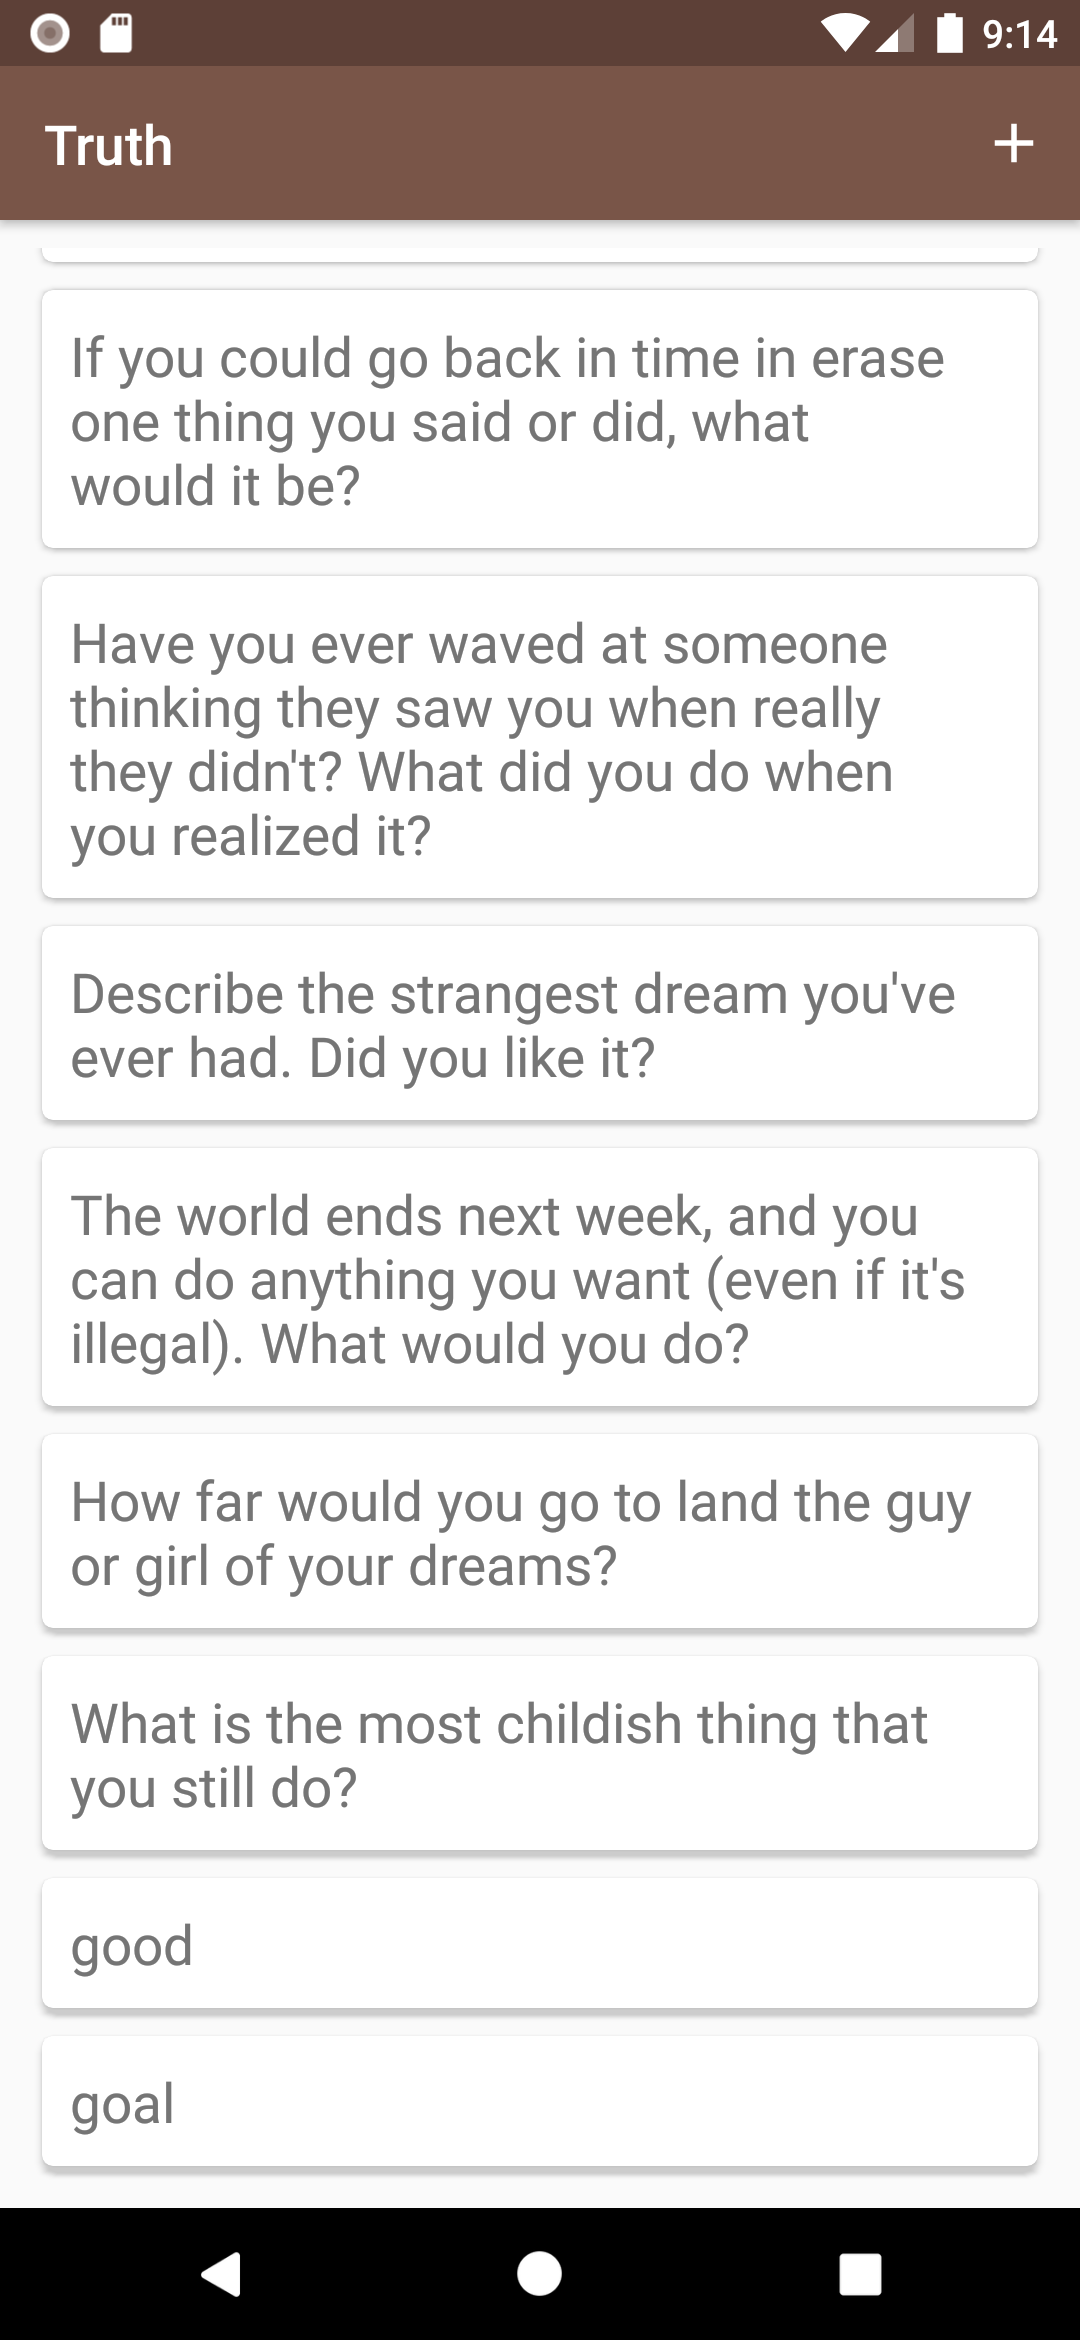 9:14
Truth
If you could go back in time in erase
one thing you said or did, what
would it be?
Have you ever waved at someone
thinking they saw you when really
they didn't? What did you do when
you realized it?
Describe the strangest dream you've
ever had. Did you like it?
The world ends next week, and you
can do anything you want (even if it's
illegal). What would you do?
How far would you go to land the guy
or girl of your dreams?
What is the most childish thing that
you still do?
good
goal